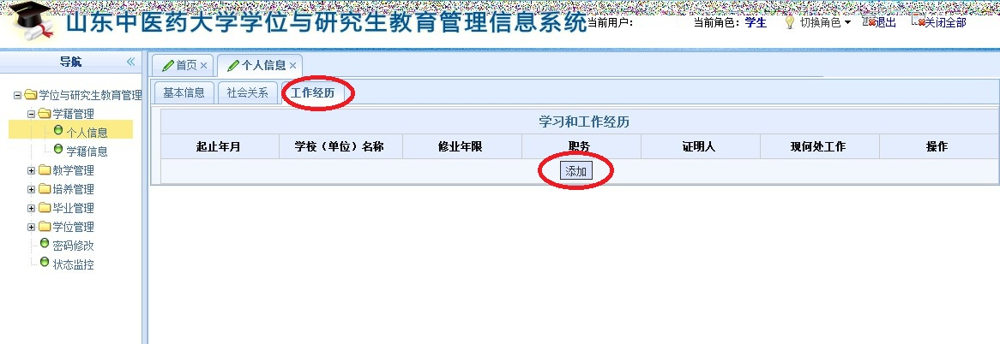 山东中医药大学学位与研究生教育管理信息系统 当前用户： 当前角色：学生 切换角色 退出 关闭全部
导航
首页 个人信息
基本信息 社会关系 工作经历
学位与研究生教育管理
学籍管理
个人信息
学籍信息
教学管理
培养管理
毕业管理
学位管理
密码修改
状态监控
学习和工作经历
起止年月 学校（单位）名称 修业年限 职务 证明人 现何处工作 操作
添加